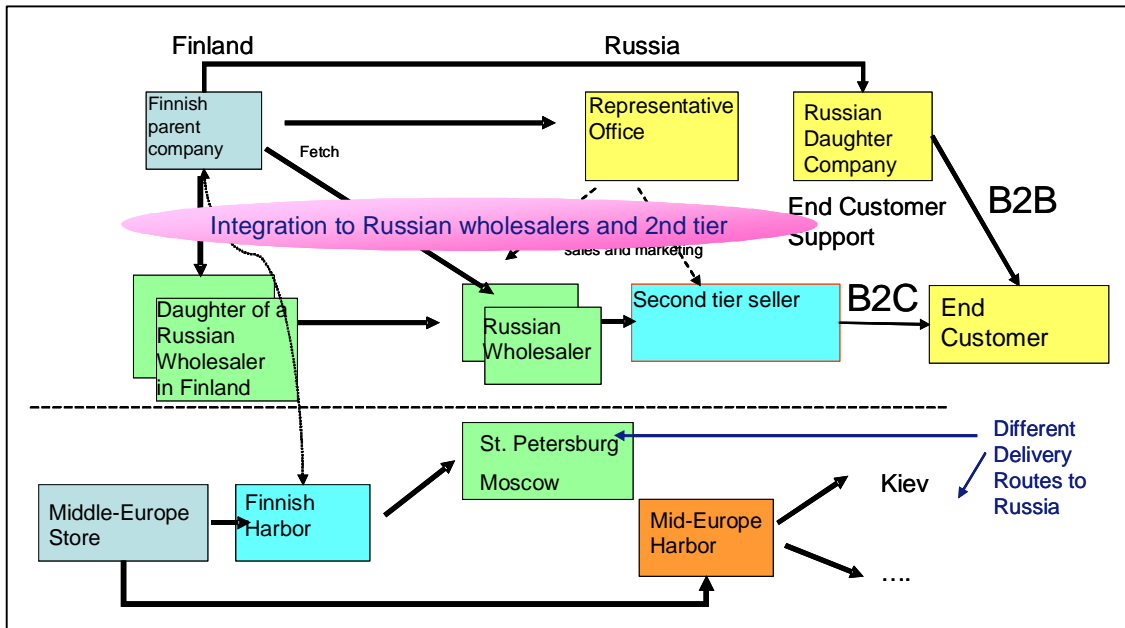 Finland
Russia
Finnish
parent
company
Representative
Office
Russian
Daughter
Company
Fetch
B2B
Integration to Russian wholesalers and 2nd tier
End Customer
Support
sales and marketing
Daughter of a
Russian
Wholesaler
in Finland
Russian
Wholesaler
Second tier seller
B2C
End
Customer
St. Petersburg
Moscow
Different
Delivery
Routes to
Russia
Middle-Europe
Store
Finnish
Harbor
Mid-Europe
Harbor
Kiev
....